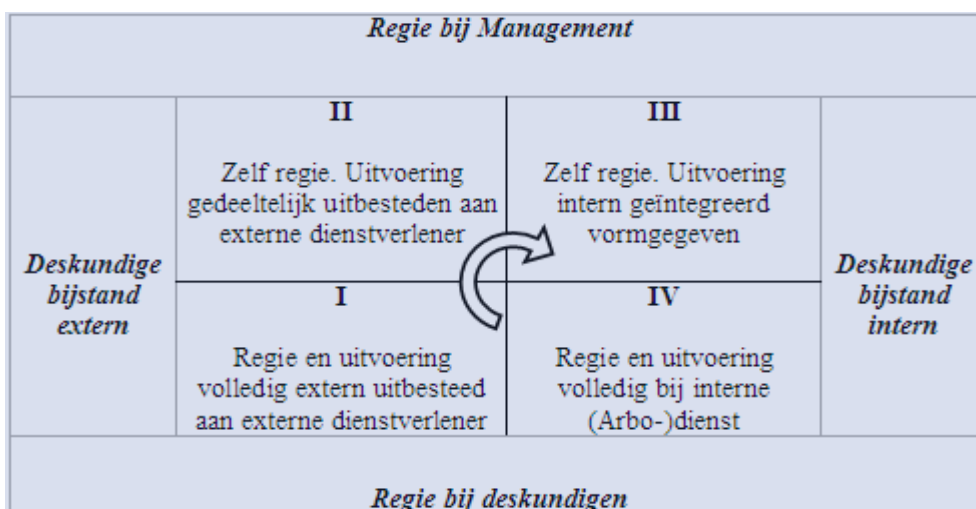 Regie bij Management
II
Zelf regie. Uitvoering
gedeeltelijk uitbesteden aan
externe dienstverlener
III
Zelf regie. Uitvoering
intern geïntegreerd
vormgegeven
Deskundige
bijstand
extern
I
Regie en uitvoering
volledig extern uitbesteed
aan externe dienstverlener
IV
Regie en uitvoering
volledig bij interne
(Arbo-)dienst
Deskundige
bijstand
intern
Regie bij deskundigen